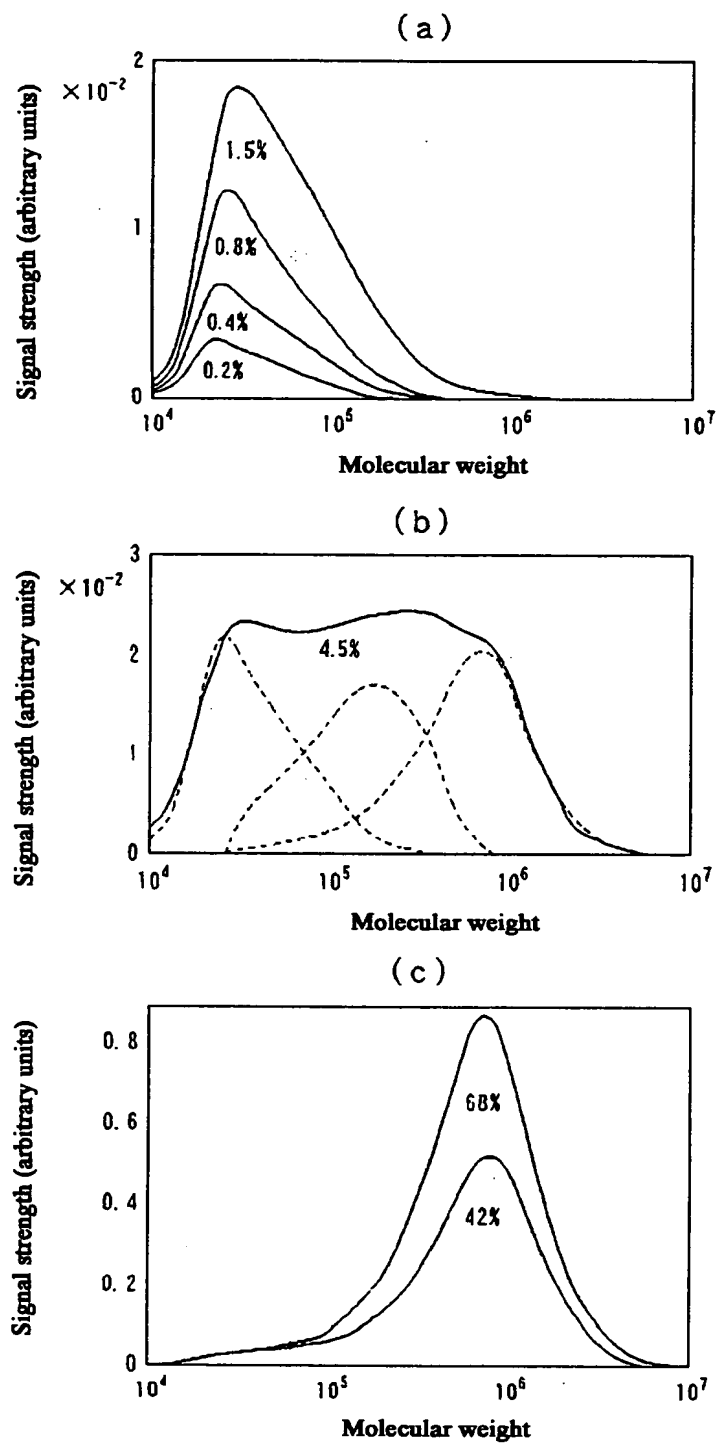 (a)
2
×10⁻²
1
0
Signal strength (arbitrary units)
1.5%
0.8%
0.4%
0.2%
10⁴ 10⁵ 10⁶ 10⁷
Molecular weight
(b)
3
×10⁻²
2
1
0
Signal strength (arbitrary units)
4.5%
10⁴ 10⁵ 10⁶ 10⁷
Molecular weight
(c)
0.8
0.6
0.4
0.2
0
Signal strength (arbitrary units)
68%
42%
10⁴ 10⁵ 10⁶ 10⁷
Molecular weight